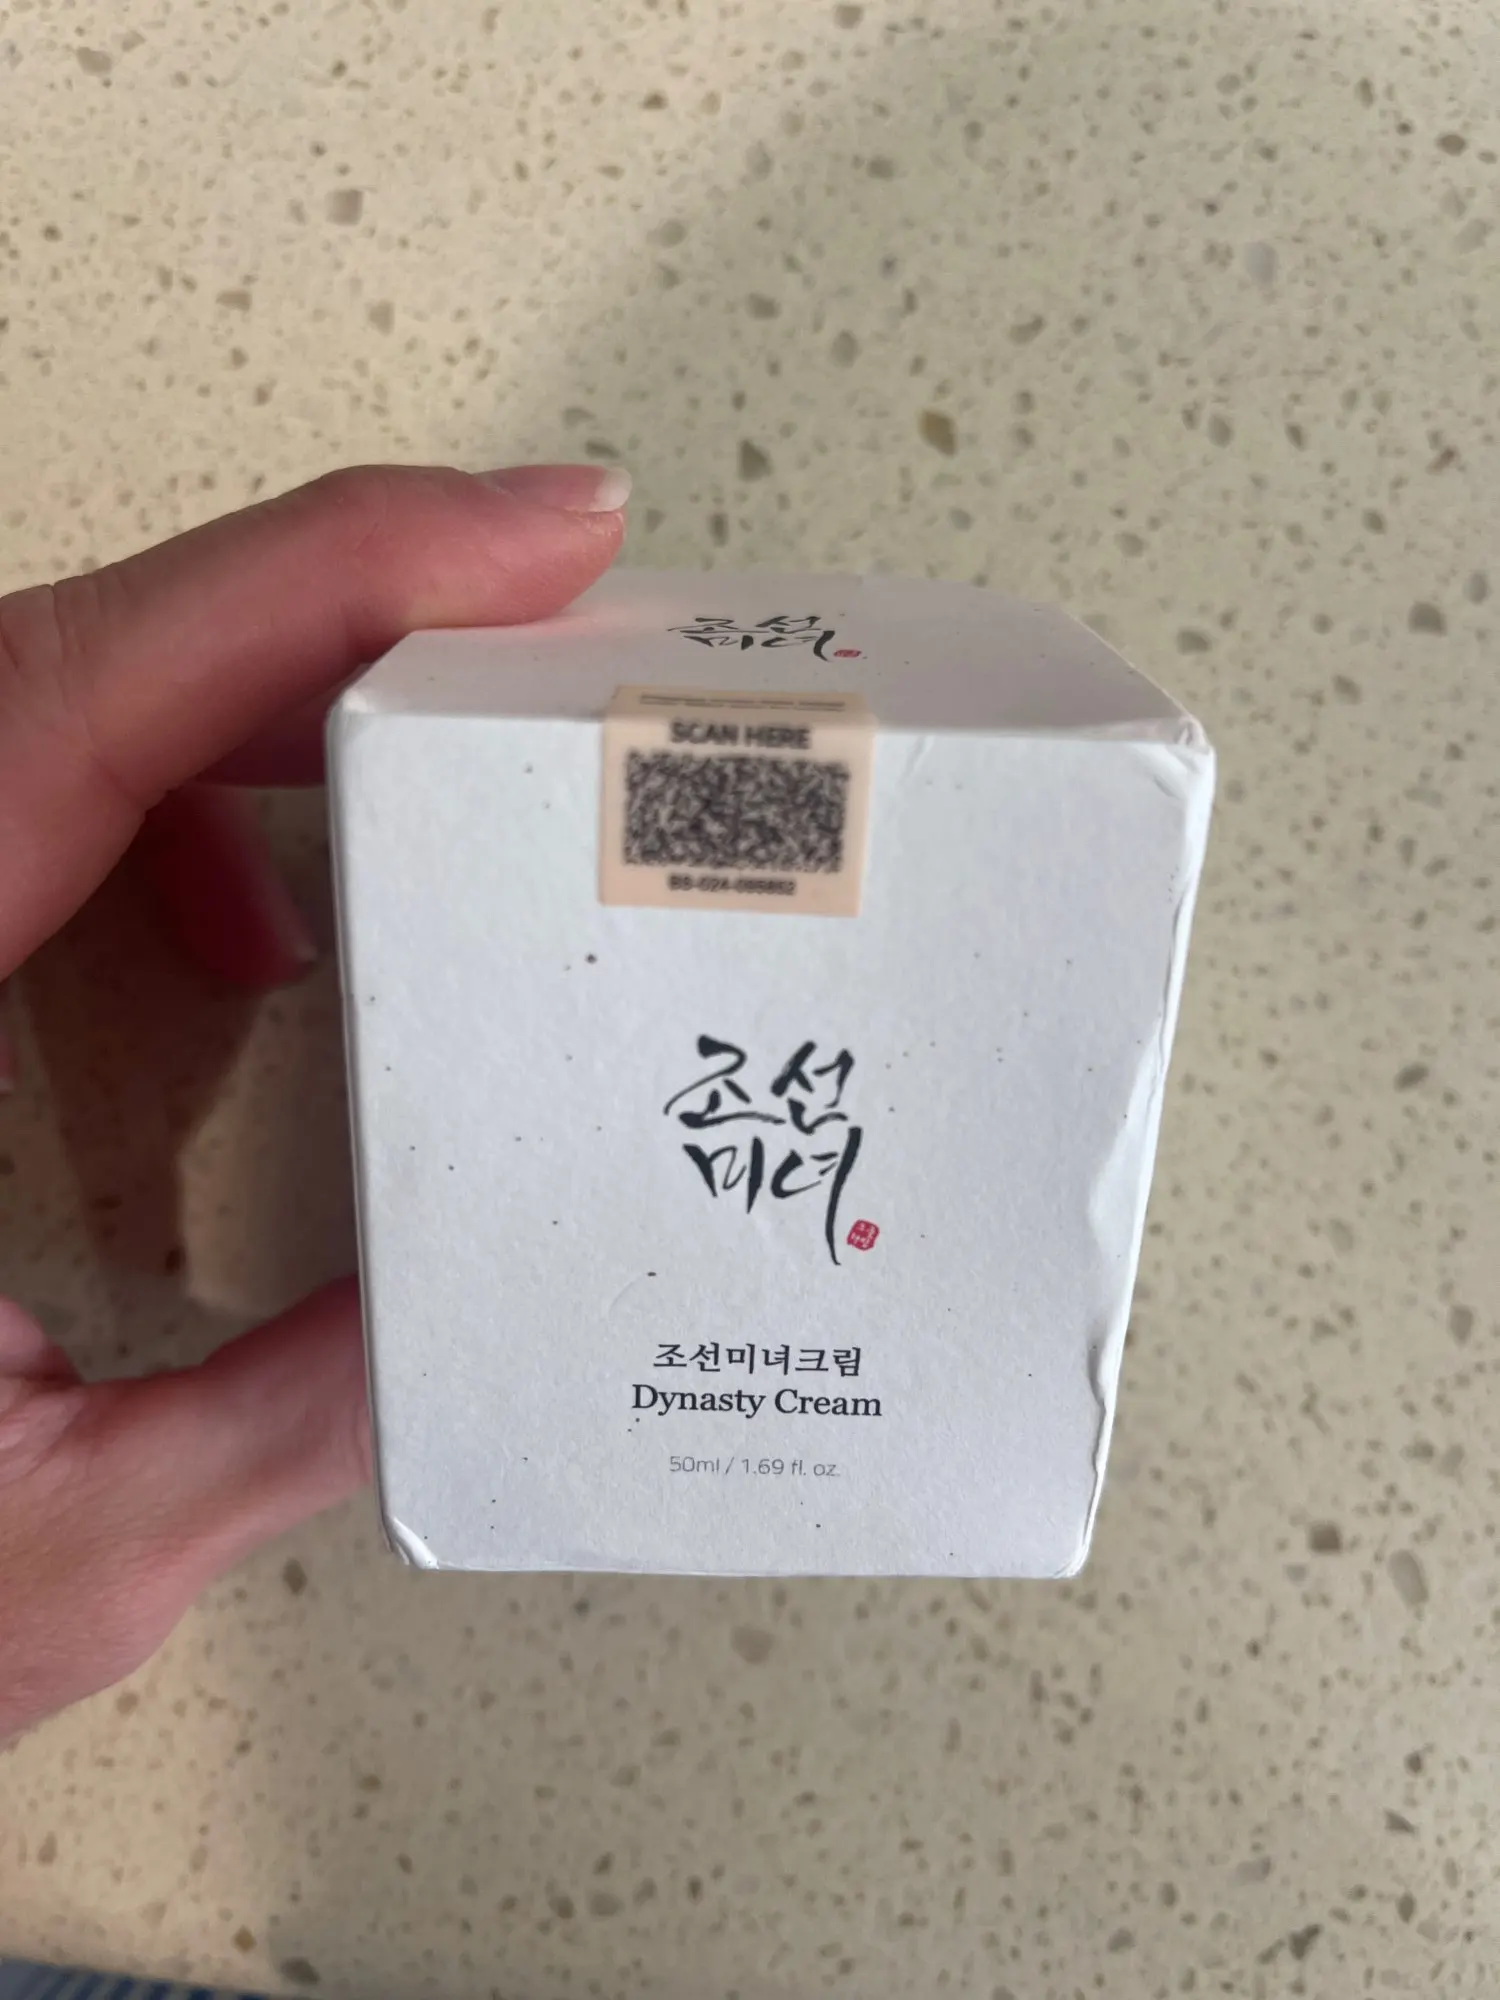 조선
미녀
SCAN HERE
조선
미녀
조선미녀크림
Dynasty Cream
50ml / 1.69 fl. oz.